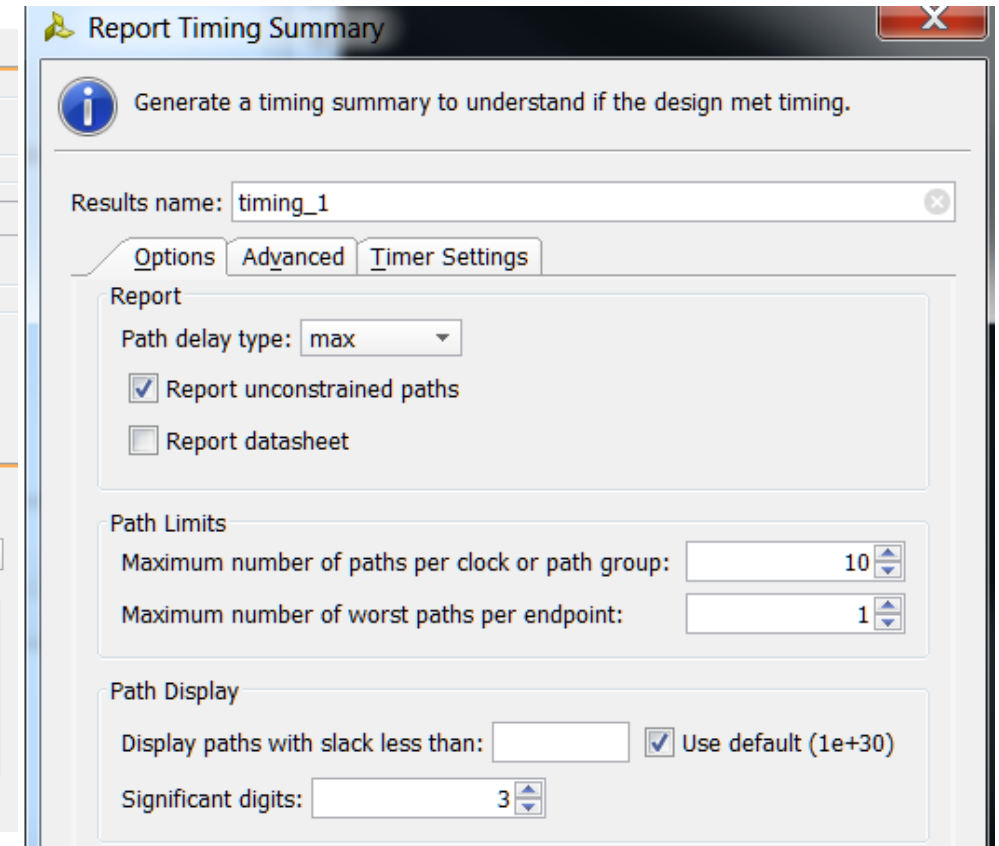 Report Timing Summary
Generate a timing summary to understand if the design met timing.
Results name: timing_1
Options Advanced Timer Settings
Report
Path delay type: max
Report unconstrained paths
Report datasheet
Path Limits
Maximum number of paths per clock or path group: 10
Maximum number of worst paths per endpoint: 1
Path Display
Display paths with slack less than: Use default (1e+30)
Significant digits: 3